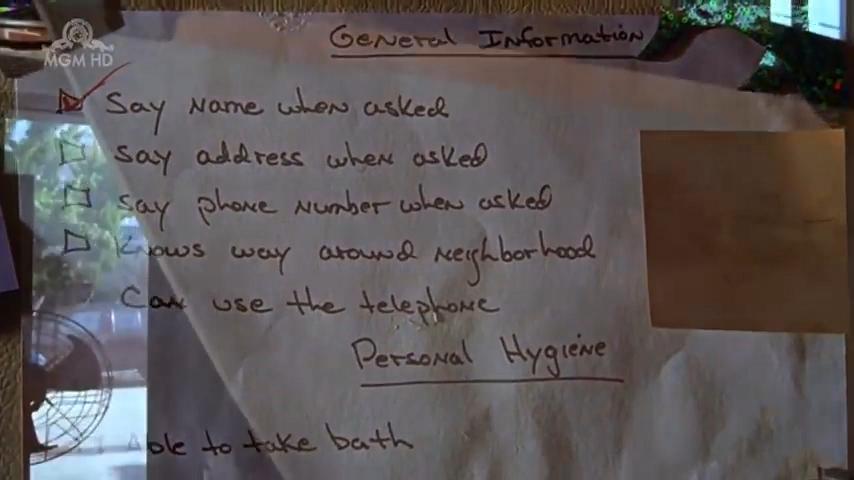 MGM HD
General Information
Say Name when asked
Say address when asked
Say phone number when asked
Knows way around neighborhood
Can use the telephone
Personal Hygiene
to take bath